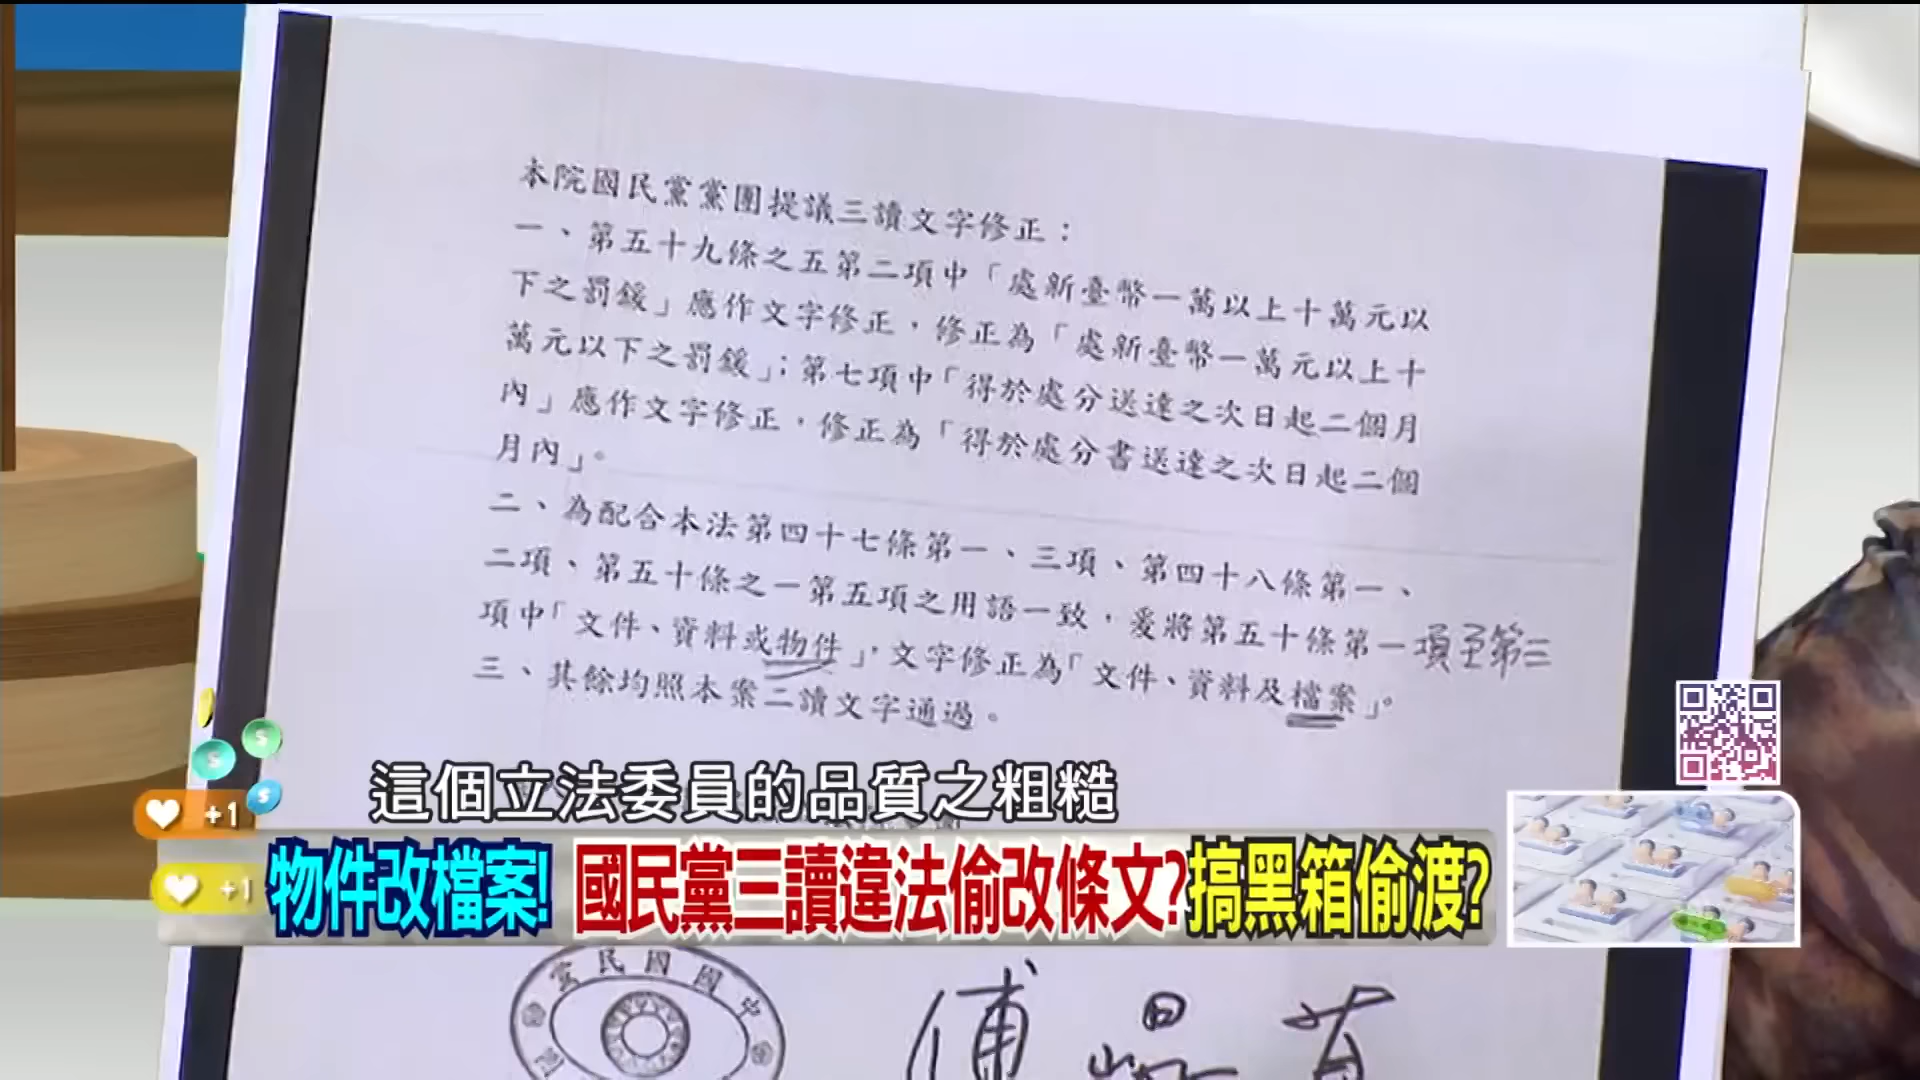 本院國民黨黨團提議三讀文字修正：
一、第五十九條之五第二項中「處新臺幣一萬以上十萬元以
下之罰鍰」應作文字修正，修正為「處新臺幣一萬元以上十
萬元以下之罰鍰」；第七項中「得於處分送達之次日起二個月
內」應作文字修正，修正為「得於處分書送達之次日起二個
月內」。
二、為配合本法第四十七條第一、三項、第四十八條第一、
二項、第五十條之一第五項之用語一致，爰將第五十條第一項至第三
項中「文件、資料或物件」，文字修正為「文件、資料及檔案」。
三、其餘均照本案二讀文字通過。
這個立法委員的品質之粗糙
+1
+1
物件改檔案! 國民黨三讀違法偷改條文?搞黑箱偷渡?
中國國民黨
傅崐萁